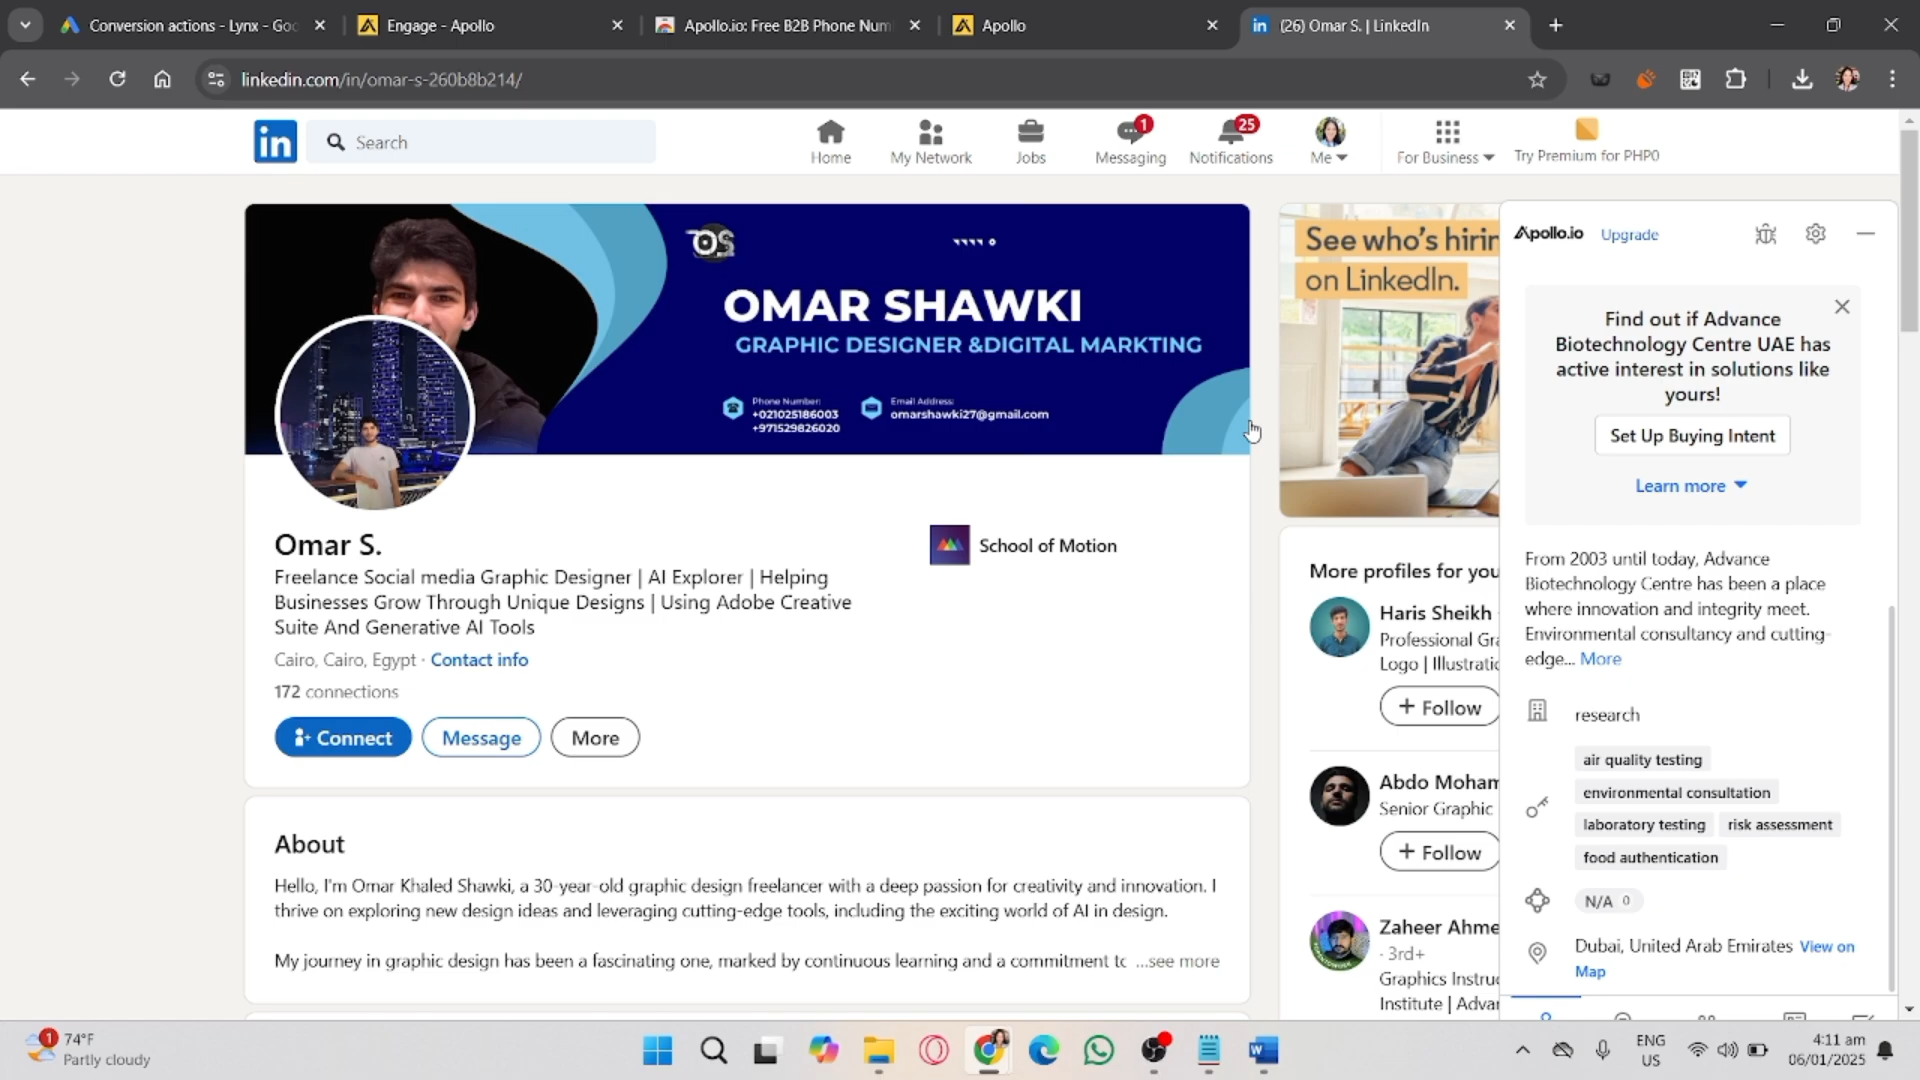 Conversion actions - Lynx - Goo
Engage - Apollo
Apollo.io: Free B2B Phone Num
Apollo
(26) Omar S. | LinkedIn
linkedin.com/in/omar-s-260b8b214/
in
Search
Home
My Network
Jobs
1
Messaging
25
Notifications
Me
For Business
Try Premium for PHP0
OS
OMAR SHAWKI
GRAPHIC DESIGNER &DIGITAL MARKTING
Phone Number:
+021025186003
+971529826020
Email Address:
omarshawki27@gmail.com
Omar S.
Freelance Social media Graphic Designer | AI Explorer | Helping
Businesses Grow Through Unique Designs | Using Adobe Creative
Suite And Generative AI Tools
Cairo, Cairo, Egypt · Contact info
172 connections
Connect
Message
More
School of Motion
About
Hello, I'm Omar Khaled Shawki, a 30-year-old graphic design freelancer with a deep passion for creativity and innovation. I
thrive on exploring new design ideas and leveraging cutting-edge tools, including the exciting world of AI in design.
My journey in graphic design has been a fascinating one, marked by continuous learning and a commitment to ...see more
See who's hirin
on LinkedIn.
More profiles for you
Haris Sheikh
Professional Gra
Logo | Illustratio
+ Follow
Abdo Moham
Senior Graphic
+ Follow
Zaheer Ahme
· 3rd+
Graphics Instruc
Institute | Advan
Apollo.io
Upgrade
Find out if Advance
Biotechnology Centre UAE has
active interest in solutions like
yours!
Set Up Buying Intent
Learn more
From 2003 until today, Advance
Biotechnology Centre has been a place
where innovation and integrity meet.
Environmental consultancy and cutting-
edge... More
research
air quality testing
environmental consultation
laboratory testing
risk assessment
food authentication
N/A 0
Dubai, United Arab Emirates View on
Map
1
74°F
Partly cloudy
ENG
US
4:11 am
06/01/2025